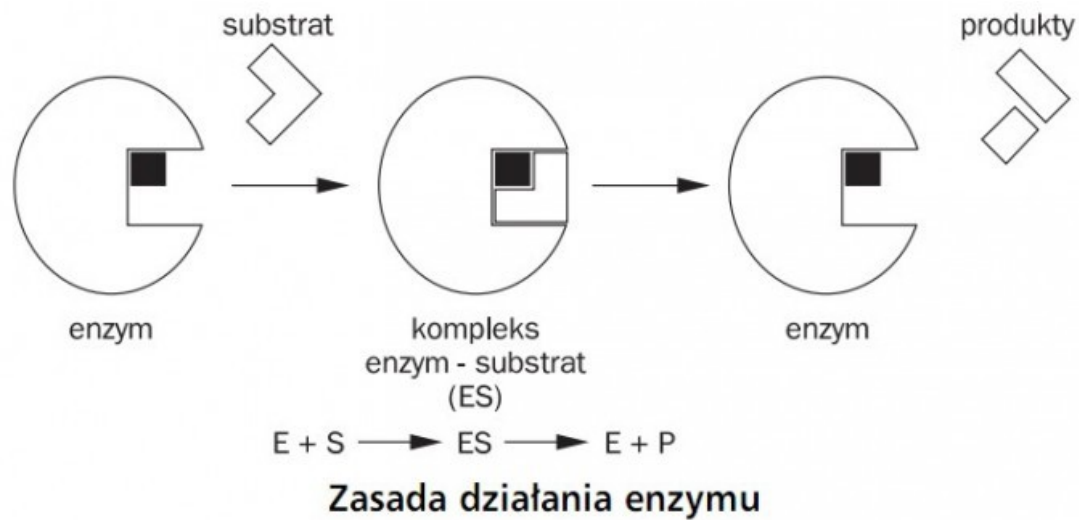 substrat
produkty
enzym
kompleks
enzym - substrat
(ES)
enzym
E + S → ES → E + P
Zasada działania enzymu